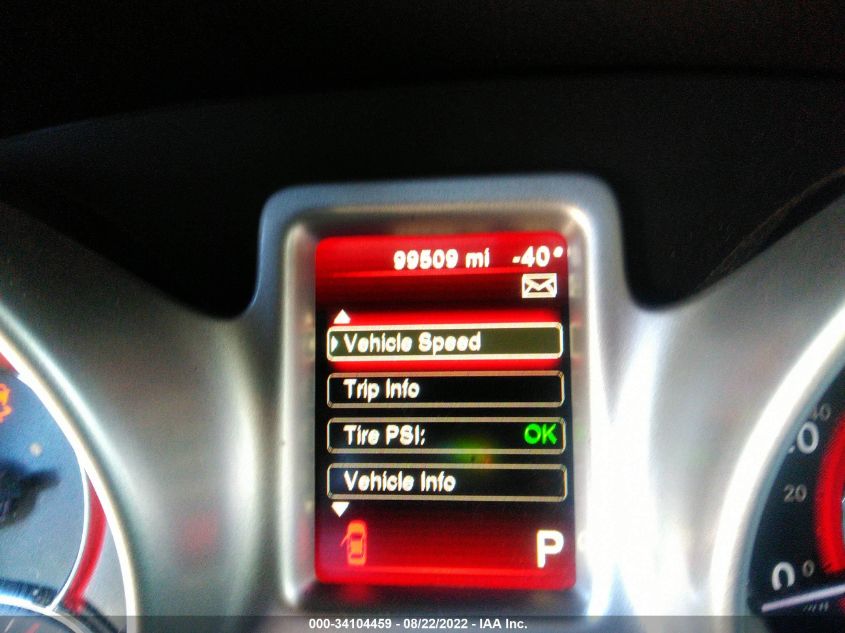 99509 mi -40°
Vehicle Speed
Trip Info
Tire PSI: OK
Vehicle Info
P
40
20
0
0
000-34104459 - 08/22/2022 - IAA Inc.